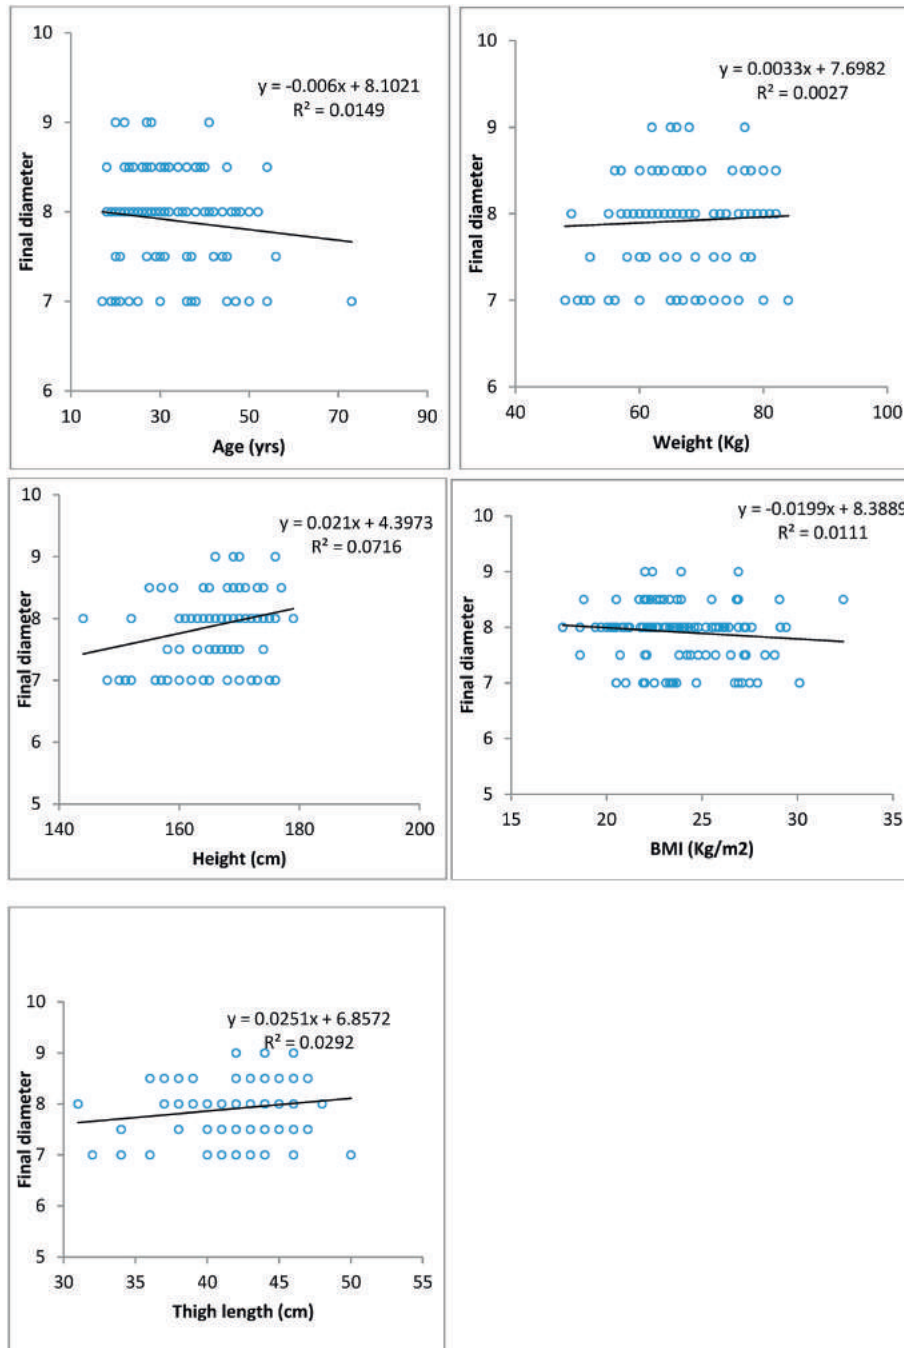 10
y = -0.006x + 8.1021
R² = 0.0149
9
8
7
6
Final diameter
10 30 50 70 90
Age (yrs)
10
y = 0.0033x + 7.6982
R² = 0.0027
9
8
7
6
Final diameter
40 60 80 100
Weight (Kg)
10
y = 0.021x + 4.3973
R² = 0.0716
9
8
7
6
5
Final diameter
140 160 180 200
Height (cm)
y = -0.0199x + 8.3889
10
R² = 0.0111
9
8
7
6
5
Final diameter
15 20 25 30 35
BMI (Kg/m2)
10
y = 0.0251x + 6.8572
R² = 0.0292
9
8
7
6
5
Final diameter
30 35 40 45 50 55
Thigh length (cm)